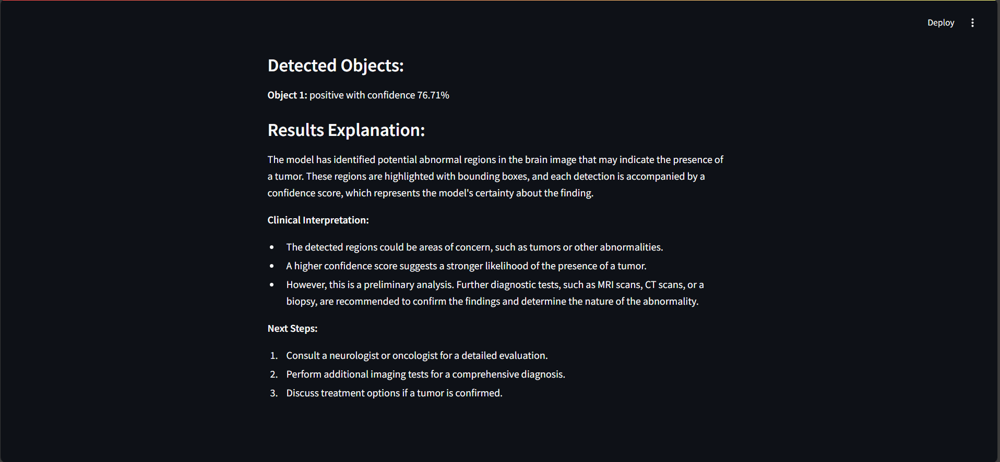 Deploy
Detected Objects:
Object 1: positive with confidence 76.71%
Results Explanation:
The model has identified potential abnormal regions in the brain image that may indicate the presence of
a tumor. These regions are highlighted with bounding boxes, and each detection is accompanied by a
confidence score, which represents the model's certainty about the finding.
Clinical Interpretation:
• The detected regions could be areas of concern, such as tumors or other abnormalities.
• A higher confidence score suggests a stronger likelihood of the presence of a tumor.
• However, this is a preliminary analysis. Further diagnostic tests, such as MRI scans, CT scans, or a
biopsy, are recommended to confirm the findings and determine the nature of the abnormality.
Next Steps:
1. Consult a neurologist or oncologist for a detailed evaluation.
2. Perform additional imaging tests for a comprehensive diagnosis.
3. Discuss treatment options if a tumor is confirmed.